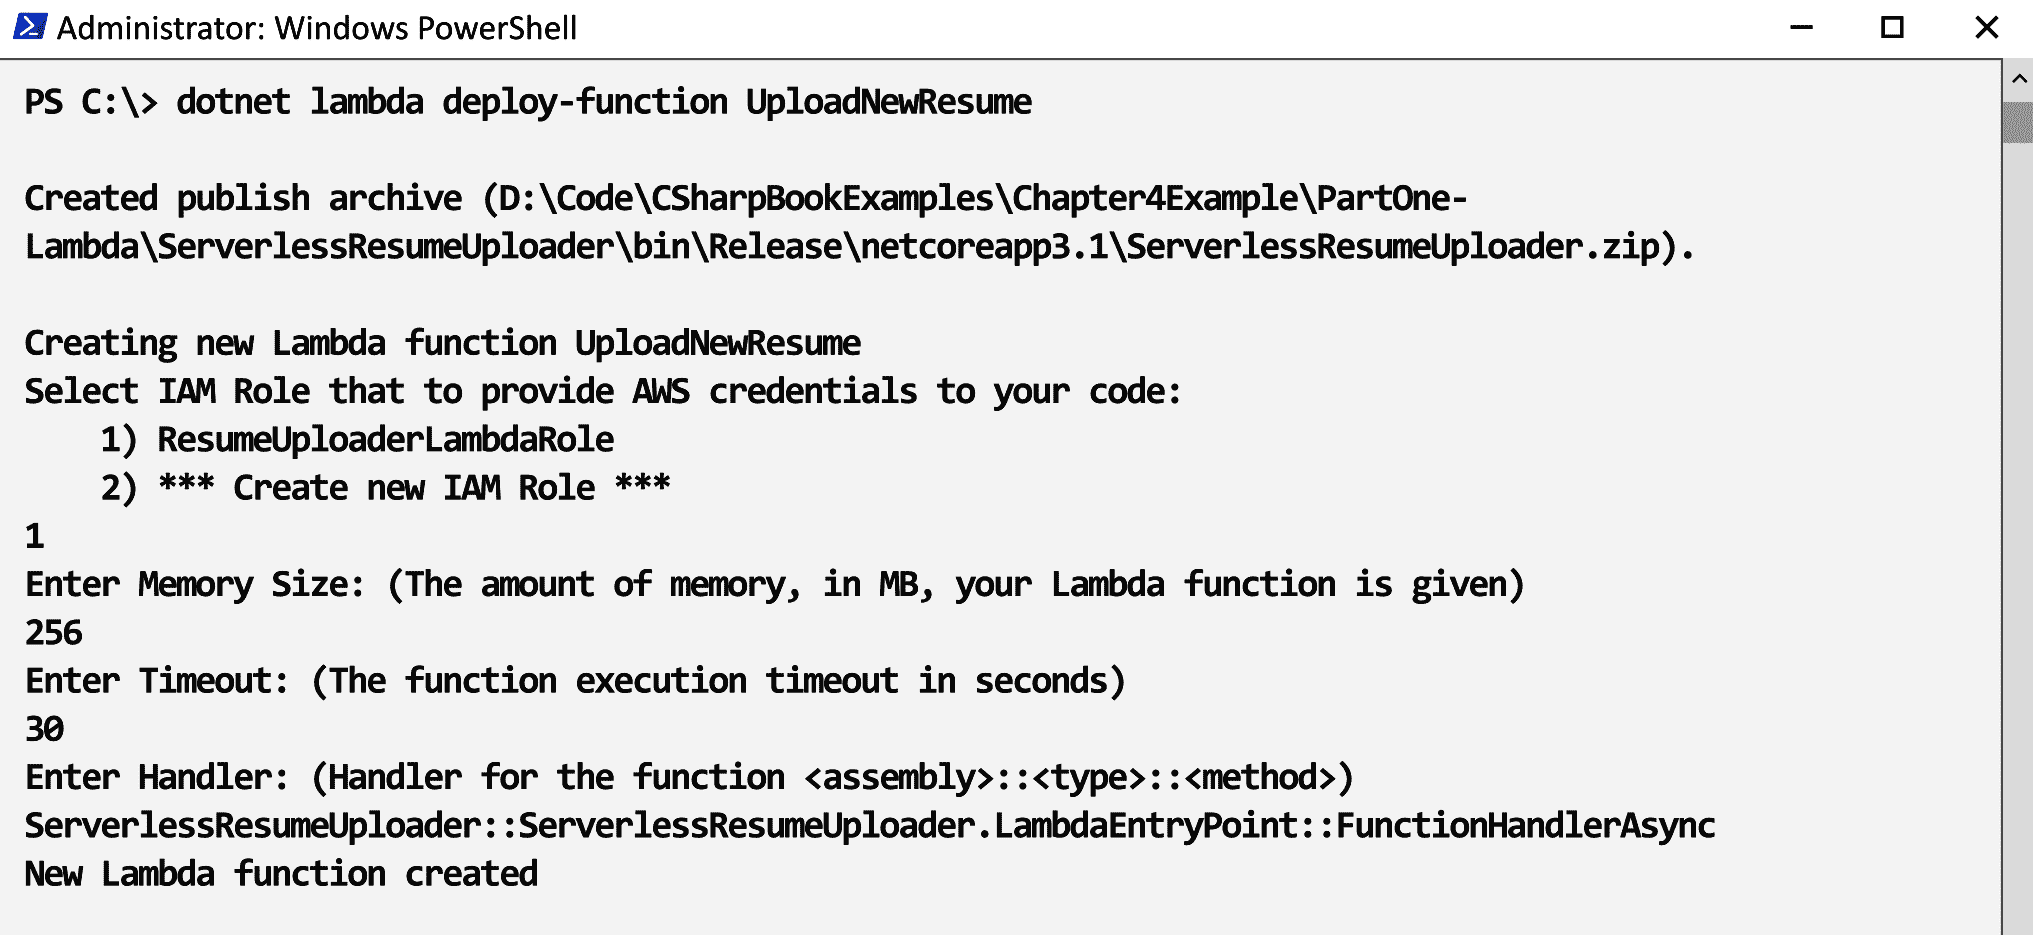 Administrator: Windows PowerShell
PS C:\> dotnet lambda deploy-function UploadNewResume
Created publish archive (D:\Code\CSharpBookExamples\Chapter4Example\PartOne-
Lambda\ServerlessResumeUploader\bin\Release\netcoreapp3.1\ServerlessResumeUploader.zip).
Creating new Lambda function UploadNewResume
Select IAM Role that to provide AWS credentials to your code:
1) ResumeUploaderLambdaRole
2) *** Create new IAM Role ***
1
Enter Memory Size: (The amount of memory, in MB, your Lambda function is given)
256
Enter Timeout: (The function execution timeout in seconds)
30
Enter Handler: (Handler for the function <assembly>::<type>::<method>)
ServerlessResumeUploader::ServerlessResumeUploader.LambdaEntryPoint::FunctionHandlerAsync
New Lambda function created